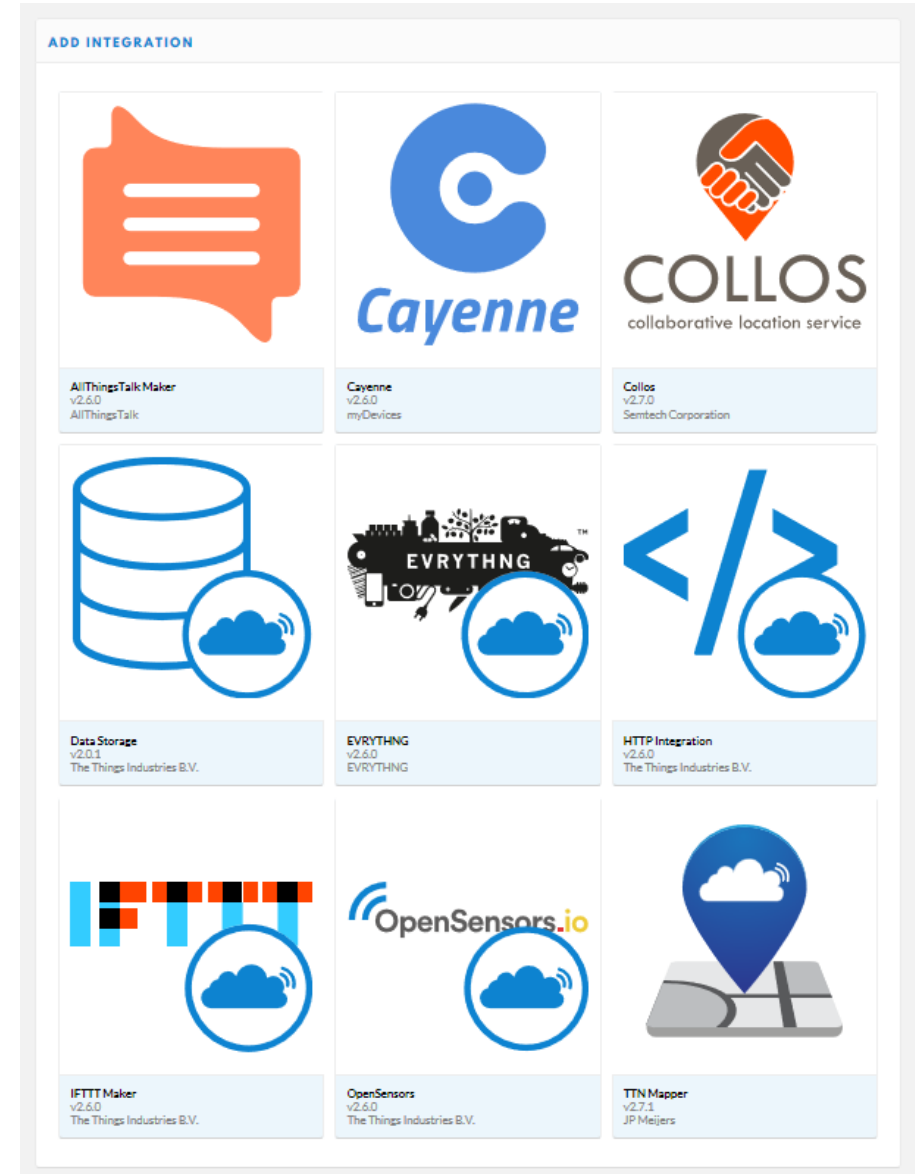 ADD INTEGRATION
Cayenne
COLLOS
collaborative location service
AllThingsTalk Maker
v2.6.0
AllThingsTalk
Cayenne
v2.6.0
myDevices
Collos
v2.7.0
Semtech Corporation
EVRYTHNG
TM
Data Storage
v2.0.1
The Things Industries B.V.
EVRYTHNG
v2.6.0
EVRYTHNG
HTTP Integration
v2.6.0
The Things Industries B.V.
IFTTT
OpenSensors.io
IFTTT Maker
v2.6.0
The Things Industries B.V.
OpenSensors
v2.6.0
The Things Industries B.V.
TTN Mapper
v2.7.1
JP Meijers